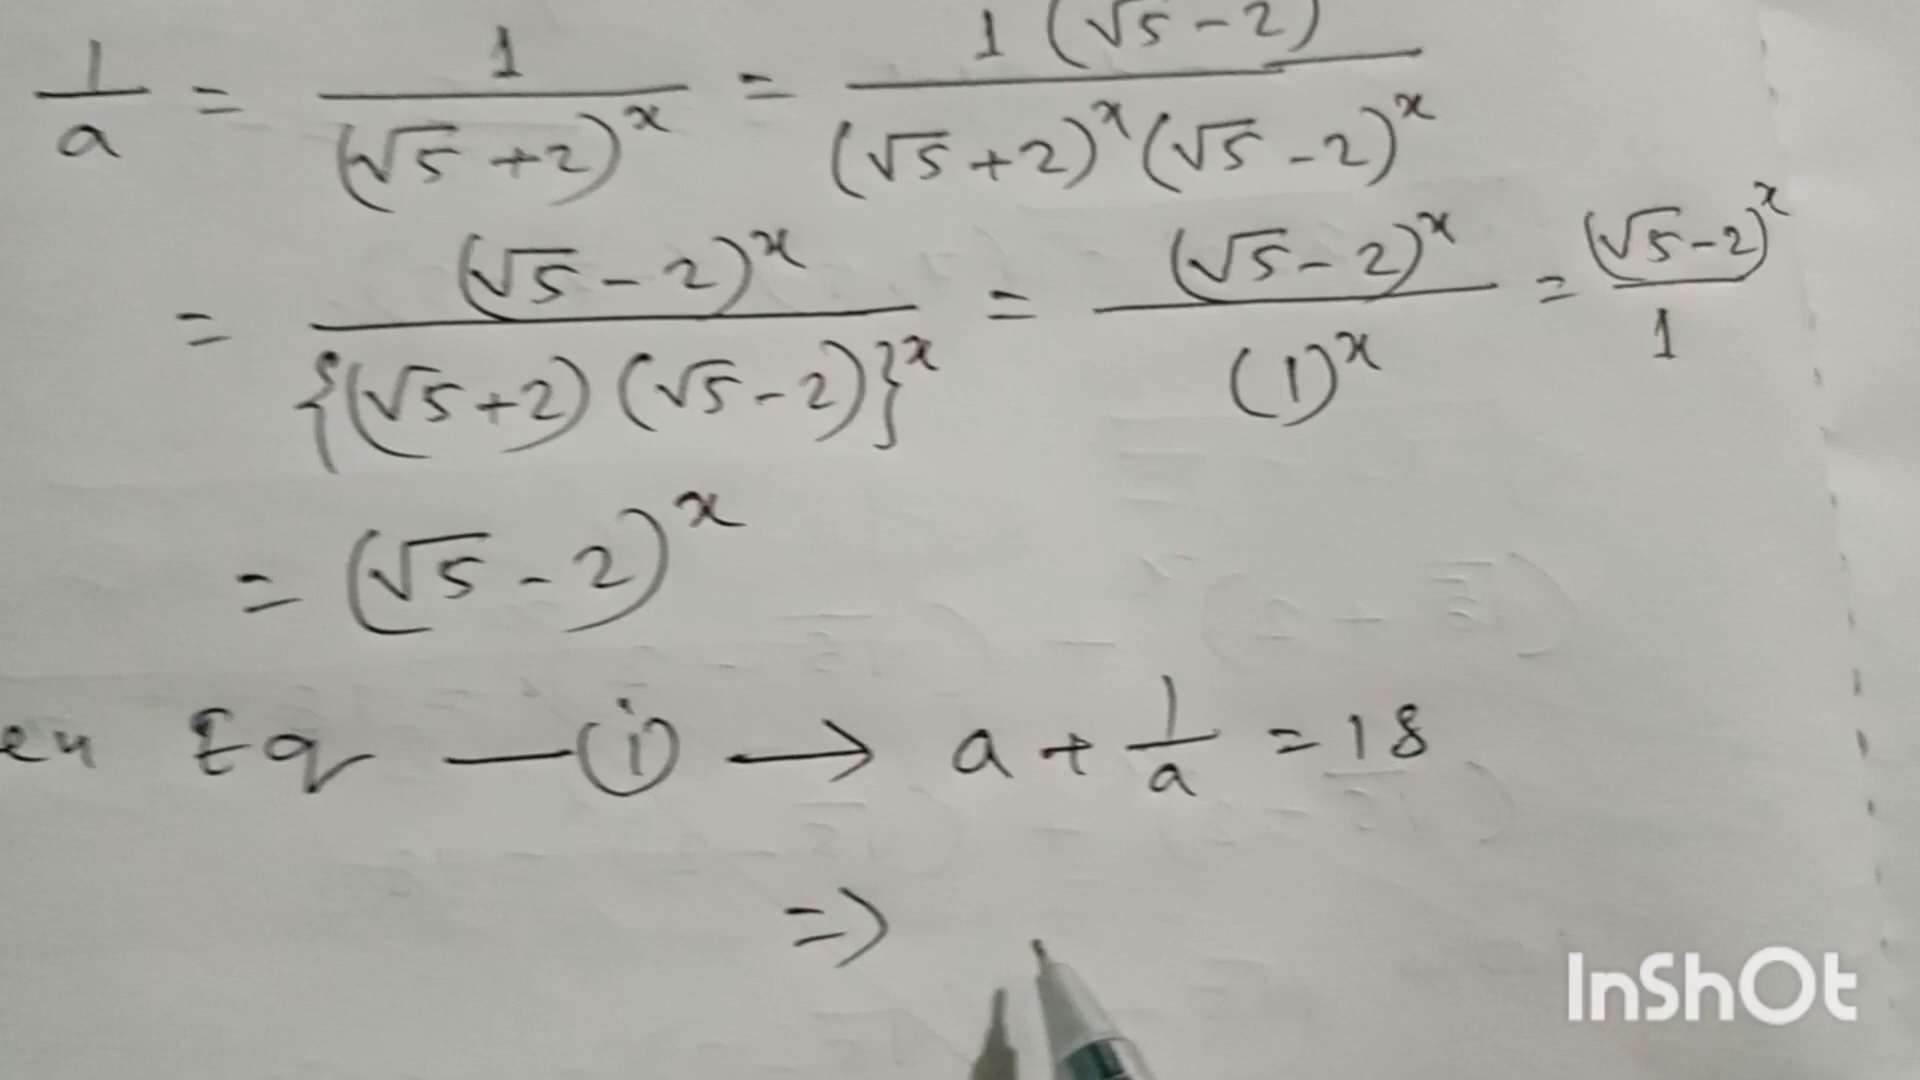 1/a = 1/(√5+2)^x = 1(√5-2)/(√5+2)^x(√5-2)^x
= (√5-2)^x/{(√5+2)(√5-2)}^x = (√5-2)^x/(1)^x = (√5-2)^x/1
= (√5-2)^x
Eq —(i) → a + 1/a = 18
=>
InShOt